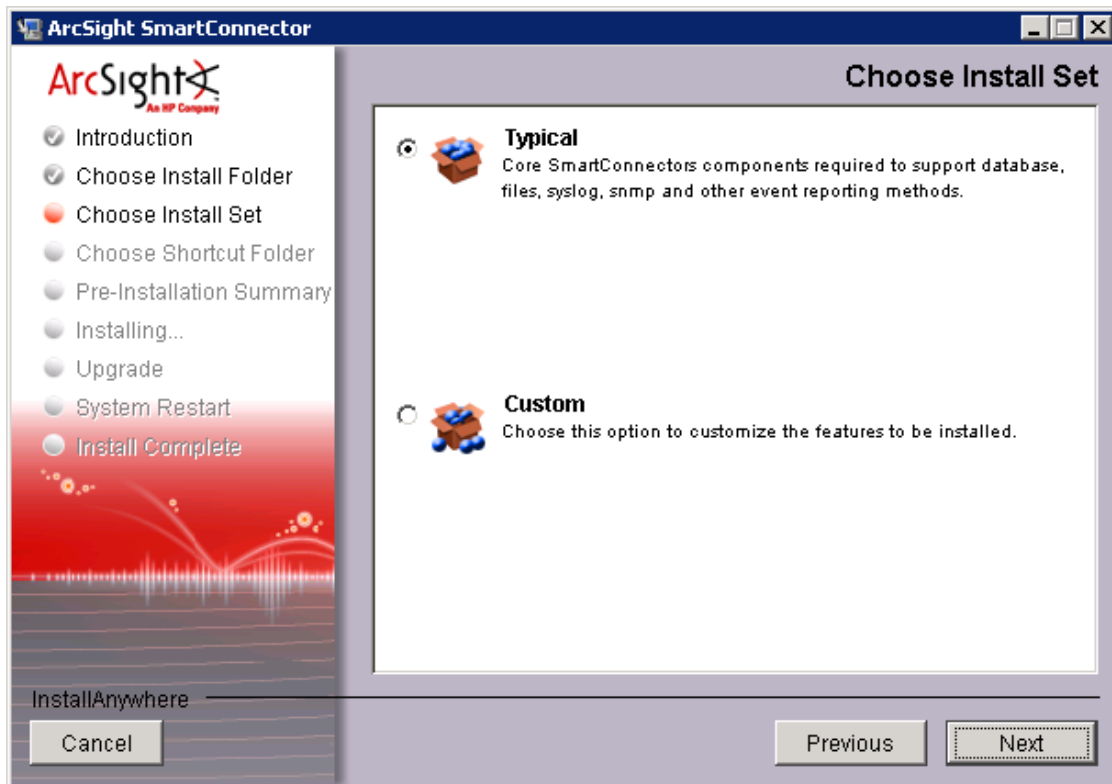 ArcSight SmartConnector
ArcSight
An HP Company
Introduction
Choose Install Folder
Choose Install Set
Choose Shortcut Folder
Pre-Installation Summary
Installing...
Upgrade
System Restart
Install Complete
Choose Install Set
Typical
Core SmartConnectors components required to support database,
files, syslog, snmp and other event reporting methods.
Custom
Choose this option to customize the features to be installed.
InstallAnywhere
Cancel
Previous
Next